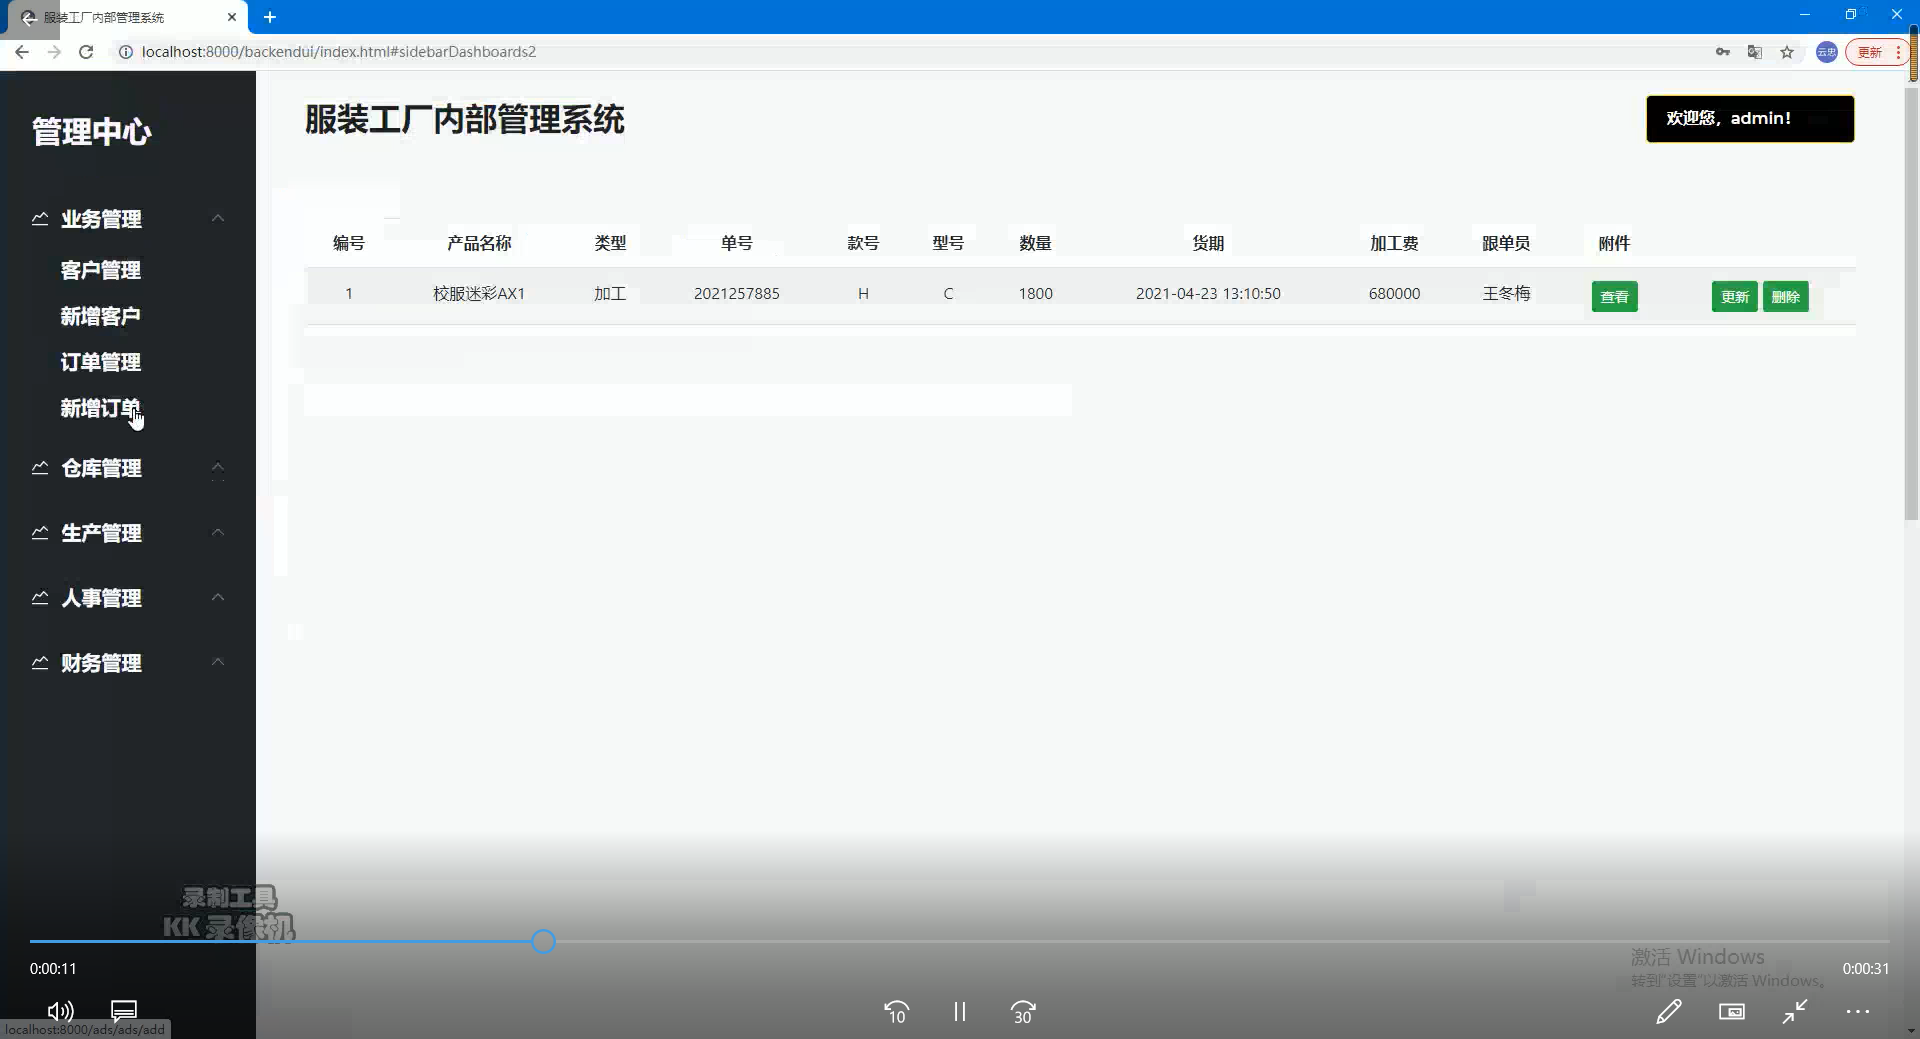 服装工厂内部管理系统
localhost:8000/backendui/index.html#sidebarDashboards2
云忠
更新
管理中心
服装工厂内部管理系统
欢迎您，admin！
业务管理
客户管理
新增客户
订单管理
新增订单
仓库管理
生产管理
人事管理
财务管理
编号 产品名称 类型 单号 款号 型号 数量 货期 加工费 跟单员 附件
1 校服迷彩AX1 加工 2021257885 H C 1800 2021-04-23 13:10:50 680000 王冬梅 查看 更新 删除
录制工具
KK 录像机
激活 Windows
转到"设置"以激活 Windows。
0:00:11
0:00:31
10
30
localhost:8000/ads/ads/add